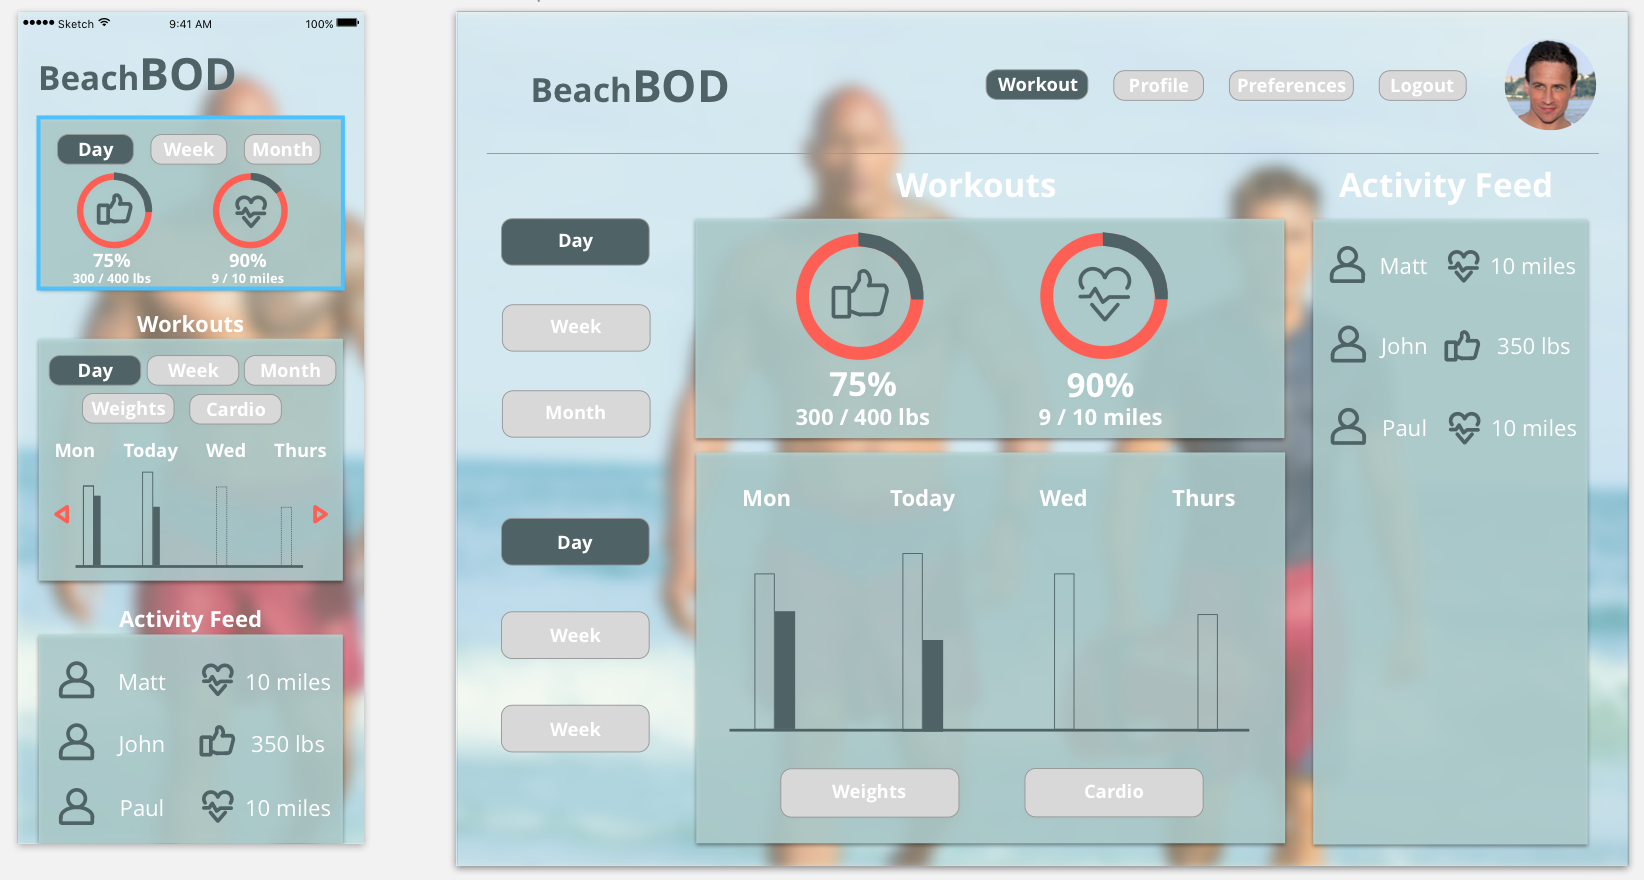 Sketch 9:41 AM 100%
BeachBOD
Day Week Month
75% 90%
300 / 400 lbs 9 / 10 miles
Workouts
Day Week Month
Weights Cardio
Mon Today Wed Thurs
Activity Feed
Matt 10 miles
John 350 lbs
Paul 10 miles
BeachBOD
Workout Profile Preferences Logout
Workouts
Day
Week
Month
75% 90%
300 / 400 lbs 9 / 10 miles
Day
Week
Week
Mon Today Wed Thurs
Weights Cardio
Activity Feed
Matt 10 miles
John 350 lbs
Paul 10 miles